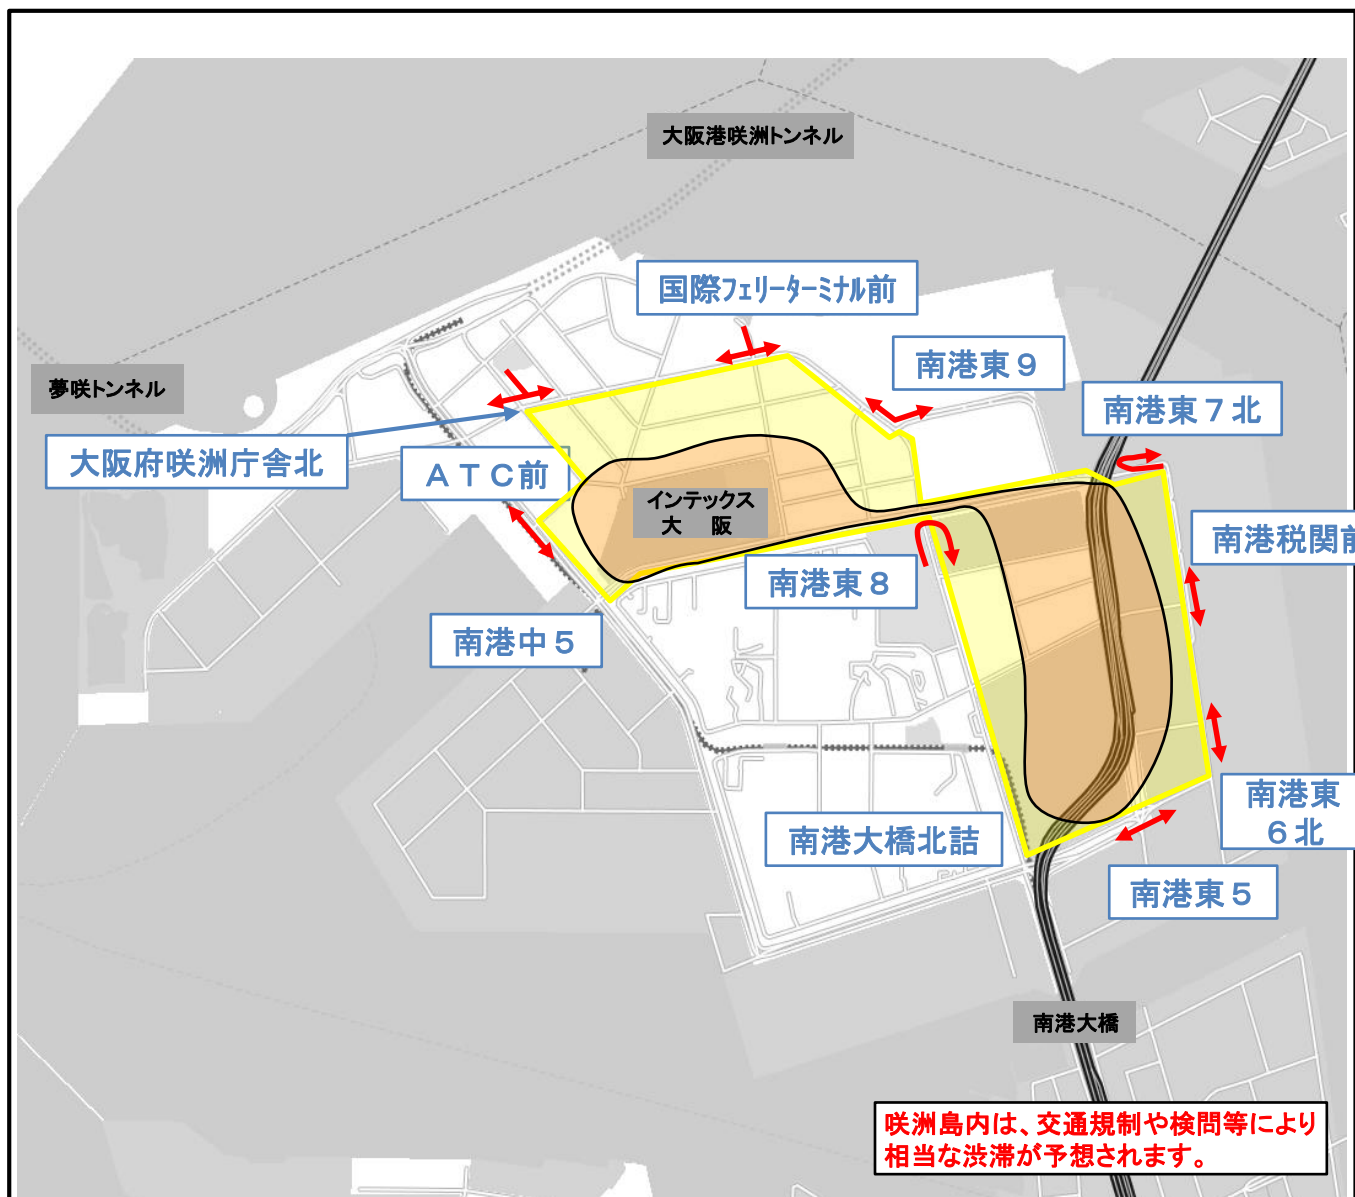 大阪港咲洲トンネル
国際フェリーターミナル前
南港東９
夢咲トンネル
南港東７北
大阪府咲洲庁舎北
ＡＴＣ前
インテックス
大　阪
南港税関前
南港東８
南港中５
南港東
６北
南港大橋北詰
南港東５
南港大橋
咲洲島内は、交通規制や検問等により
相当な渋滞が予想されます。